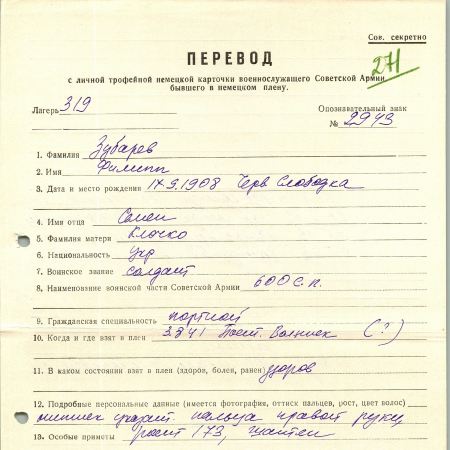 Сов. секретно
271
ПЕРЕВОД
с личной трофейной немецкой карточки военнослужащего Советской Армии,
бывшего в немецком плену.
Лагерь 319
Опознавательный знак
№ 2943
1. Фамилия Зубарев
2. Имя Филипп
3. Дата и место рождения 14.9.1908 Черв Слободка
4. Имя отца Семен
5. Фамилия матери Клочко
6. Национальность укр
7. Воинское звание солдат
8. Наименование воинской части Советской Армии 600 с.п.
9. Гражданская специальность портной
10. Когда и где взят в плен 3.8.41 (?)
11. В каком состоянии взят в плен (здоров, болен, ранен) здоров
12. Подробные персональные данные (имеется фотография, оттиск пальцев, рост, цвет волос)
указат. пальца правой руки
13. Особые приметы рост 173,